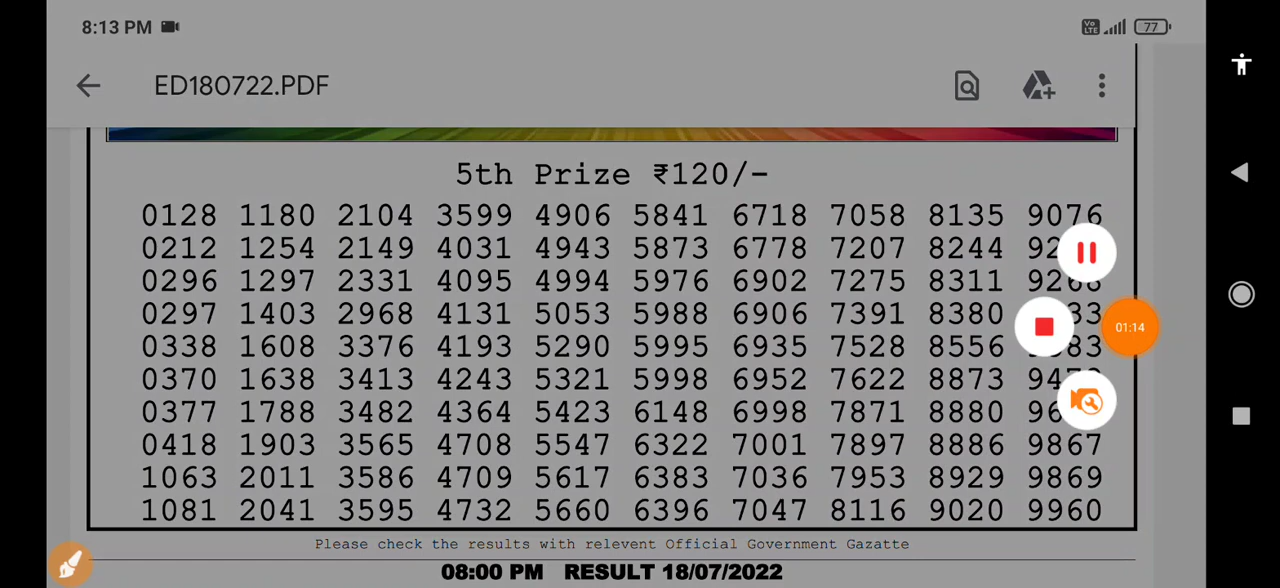 8:13 PM
Vo LTE
77
ED180722.PDF
5th Prize ₹120/-
0128 1180 2104 3599 4906 5841 6718 7058 8135 9076
0212 1254 2149 4031 4943 5873 6778 7207 8244
0296 1297 2331 4095 4994 5976 6902 7275 8311
0297 1403 2968 4131 5053 5988 6906 7391 8380
0338 1608 3376 4193 5290 5995 6935 7528 8556
0370 1638 3413 4243 5321 5998 6952 7622 8873
0377 1788 3482 4364 5423 6148 6998 7871 8880
0418 1903 3565 4708 5547 6322 7001 7897 8886 9867
1063 2011 3586 4709 5617 6383 7036 7953 8929 9869
1081 2041 3595 4732 5660 6396 7047 8116 9020 9960
01:14
Please check the results with relevent Official Government Gazatte
08:00 PM RESULT 18/07/2022